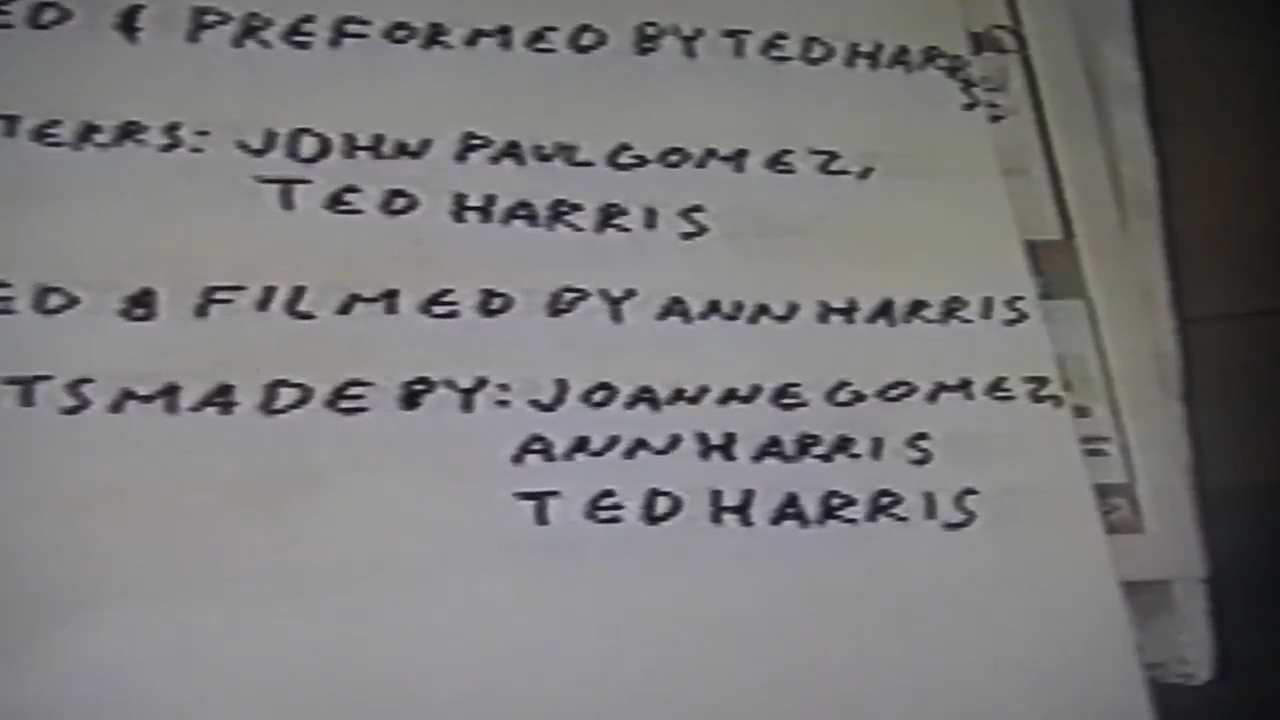 ED & PREFORMED BY TED HARRIS
TERRS: JOHN PAUL GOMEZ,
TED HARRIS
ED & FILMED BY ANN HARRIS
TS MADE BY: JOANNE GOMEZ,
ANN HARRIS
TED HARRIS